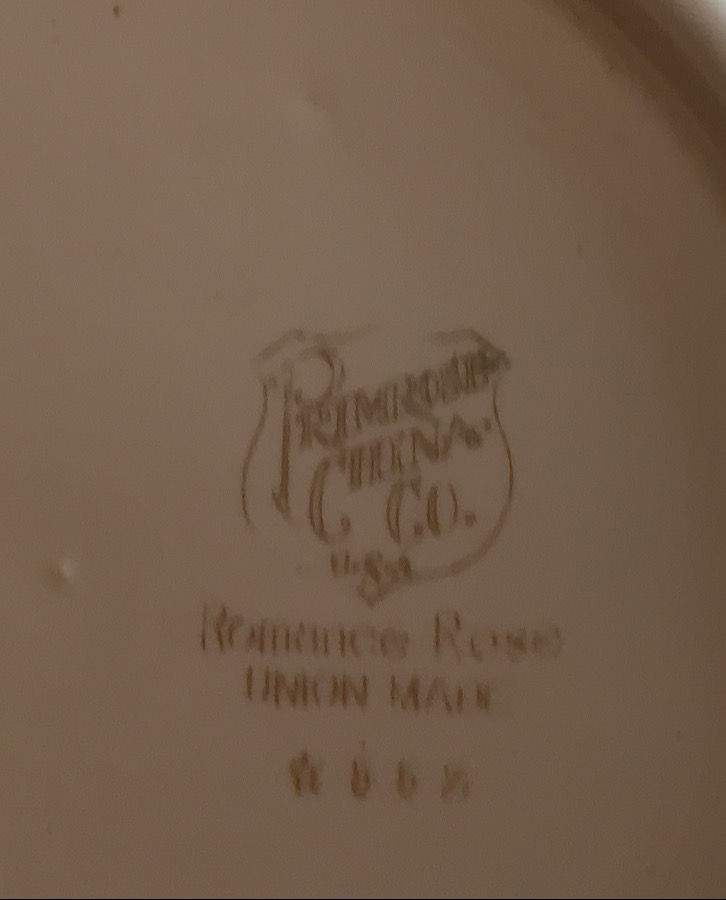 PRIMROSE
CHINA
C. CO.
U.S.A.
Romance Rose
UNION MADE